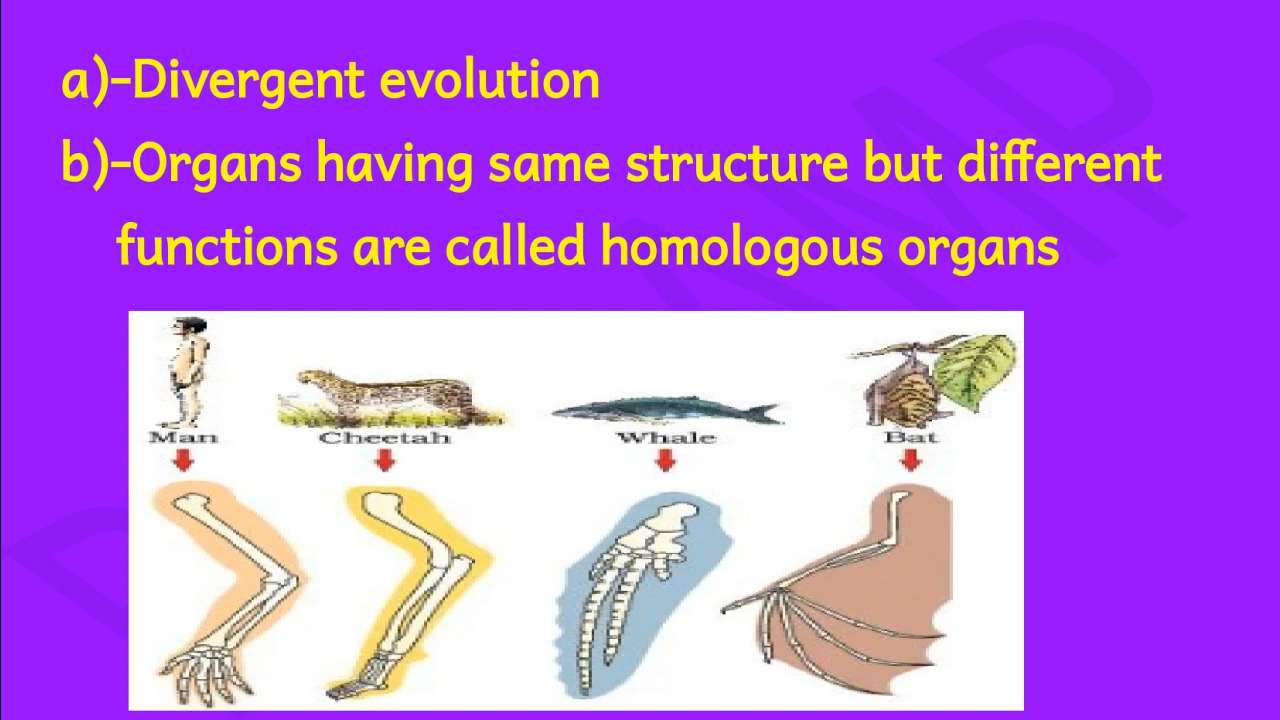 a)-Divergent evolution
b)-Organs having same structure but different
functions are called homologous organs
Man Cheetah Whale Bat